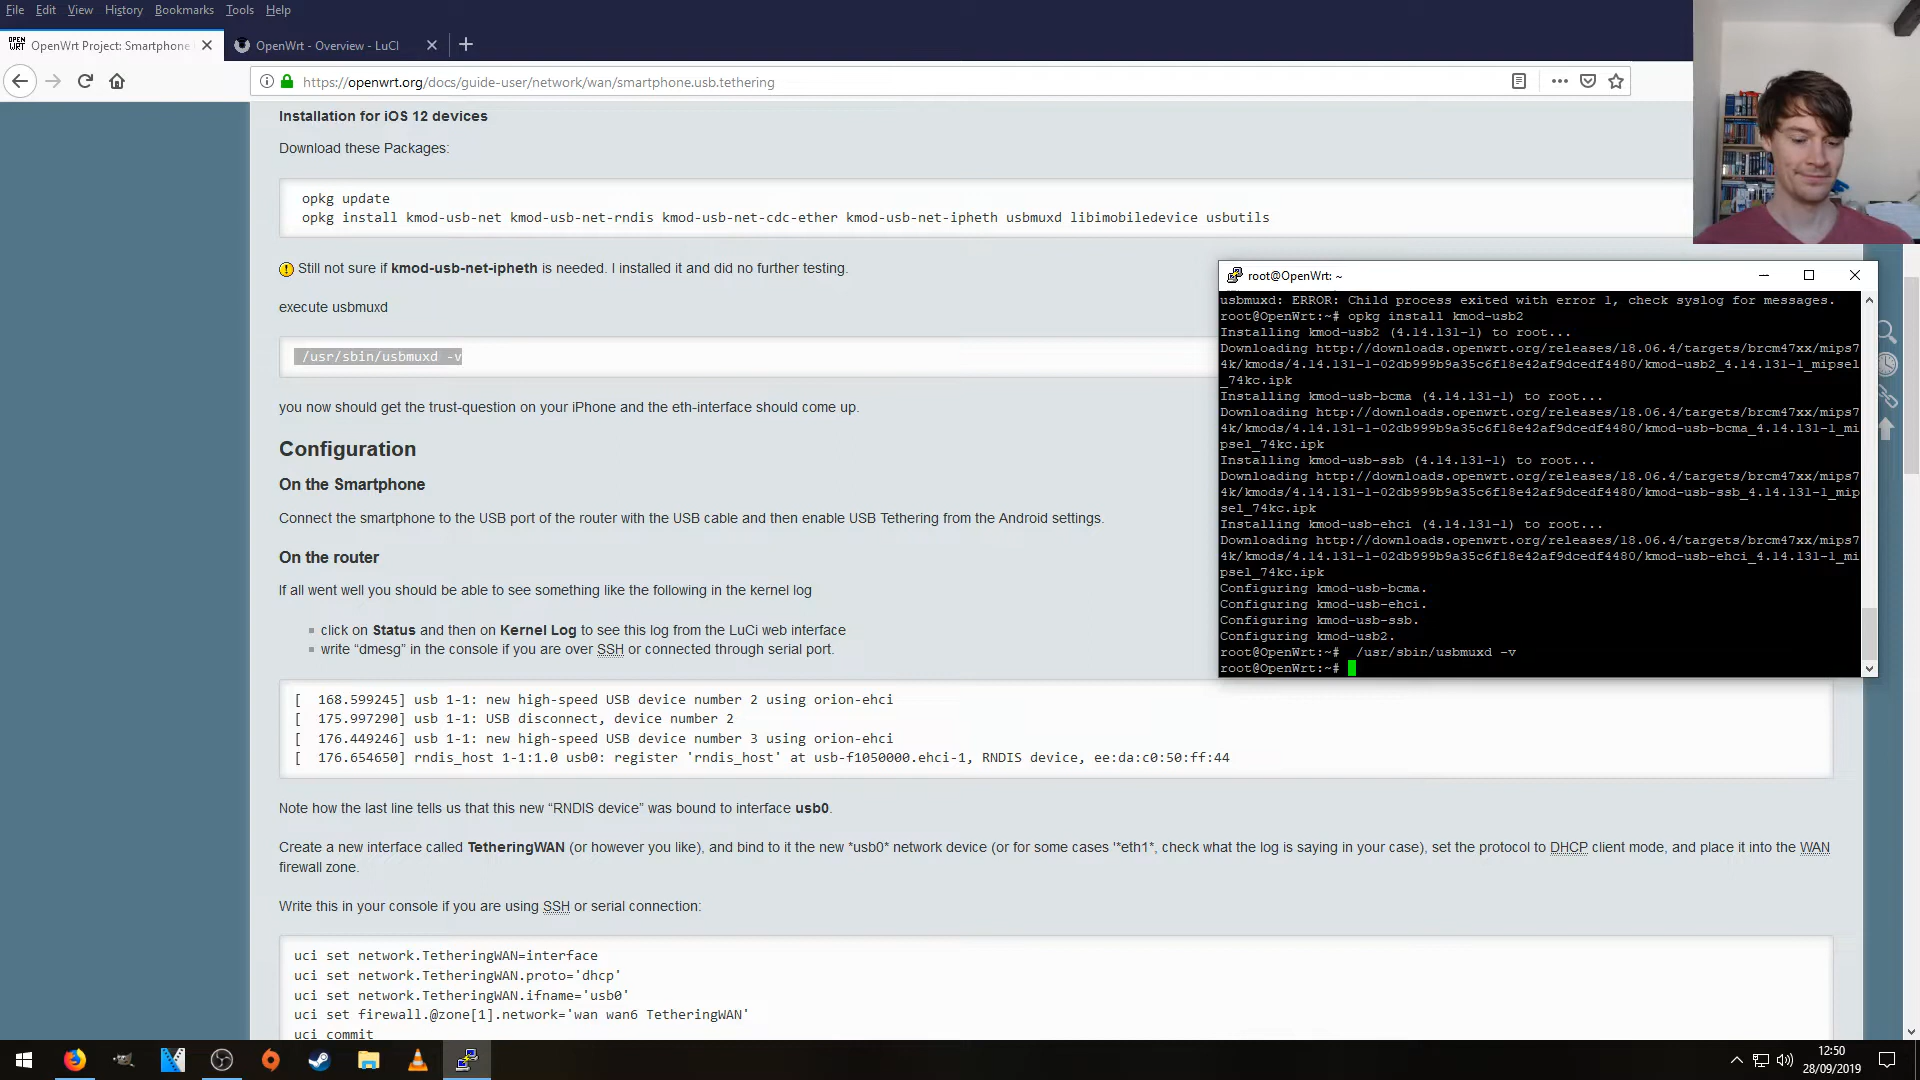 File Edit View History Bookmarks Tools Help
OpenWrt Project: Smartphone
OpenWrt - Overview - LuCI
https://openwrt.org/docs/guide-user/network/wan/smartphone.usb.tethering
Installation for iOS 12 devices
Download these Packages:
opkg update
opkg install kmod-usb-net kmod-usb-net-rndis kmod-usb-net-cdc-ether kmod-usb-net-ipheth usbmuxd libimobiledevice usbutils
Still not sure if kmod-usb-net-ipheth is needed. I installed it and did no further testing.
execute usbmuxd
/usr/sbin/usbmuxd -v
you now should get the trust-question on your iPhone and the eth-interface should come up.
Configuration
On the Smartphone
Connect the smartphone to the USB port of the router with the USB cable and then enable USB Tethering from the Android settings.
On the router
If all went well you should be able to see something like the following in the kernel log
click on Status and then on Kernel Log to see this log from the LuCi web interface
write “dmesg” in the console if you are over SSH or connected through serial port.
[ 168.599245] usb 1-1: new high-speed USB device number 2 using orion-ehci
[ 175.997290] usb 1-1: USB disconnect, device number 2
[ 176.449246] usb 1-1: new high-speed USB device number 3 using orion-ehci
[ 176.654650] rndis_host 1-1:1.0 usb0: register 'rndis_host' at usb-f1050000.ehci-1, RNDIS device, ee:da:c0:50:ff:44
Note how the last line tells us that this new “RNDIS device” was bound to interface usb0.
Create a new interface called TetheringWAN (or however you like), and bind to it the new *usb0* network device (or for some cases '*eth1*, check what the log is saying in your case), set the protocol to DHCP client mode, and place it into the WAN
firewall zone.
Write this in your console if you are using SSH or serial connection:
uci set network.TetheringWAN=interface
uci set network.TetheringWAN.proto='dhcp'
uci set network.TetheringWAN.ifname='usb0'
uci set firewall.@zone[1].network='wan wan6 TetheringWAN'
uci commit
root@OpenWrt: ~
usbmuxd: ERROR: Child process exited with error 1, check syslog for messages.
root@OpenWrt:~# opkg install kmod-usb2
Installing kmod-usb2 (4.14.131-1) to root...
Downloading http://downloads.openwrt.org/releases/18.06.4/targets/brcm47xx/mips7
4k/kmods/4.14.131-1-02db999b9a35c6f18e42af9dcedf4480/kmod-usb2_4.14.131-1_mipsel
_74kc.ipk
Installing kmod-usb-bcma (4.14.131-1) to root...
Downloading http://downloads.openwrt.org/releases/18.06.4/targets/brcm47xx/mips7
4k/kmods/4.14.131-1-02db999b9a35c6f18e42af9dcedf4480/kmod-usb-bcma_4.14.131-1_mi
psel_74kc.ipk
Installing kmod-usb-ssb (4.14.131-1) to root...
Downloading http://downloads.openwrt.org/releases/18.06.4/targets/brcm47xx/mips7
4k/kmods/4.14.131-1-02db999b9a35c6f18e42af9dcedf4480/kmod-usb-ssb_4.14.131-1_mip
sel_74kc.ipk
Installing kmod-usb-ehci (4.14.131-1) to root...
Downloading http://downloads.openwrt.org/releases/18.06.4/targets/brcm47xx/mips7
4k/kmods/4.14.131-1-02db999b9a35c6f18e42af9dcedf4480/kmod-usb-ehci_4.14.131-1_mi
psel_74kc.ipk
Configuring kmod-usb-bcma.
Configuring kmod-usb-ehci.
Configuring kmod-usb-ssb.
Configuring kmod-usb2.
root@OpenWrt:~#  /usr/sbin/usbmuxd -v
root@OpenWrt:~#
12:50
28/09/2019